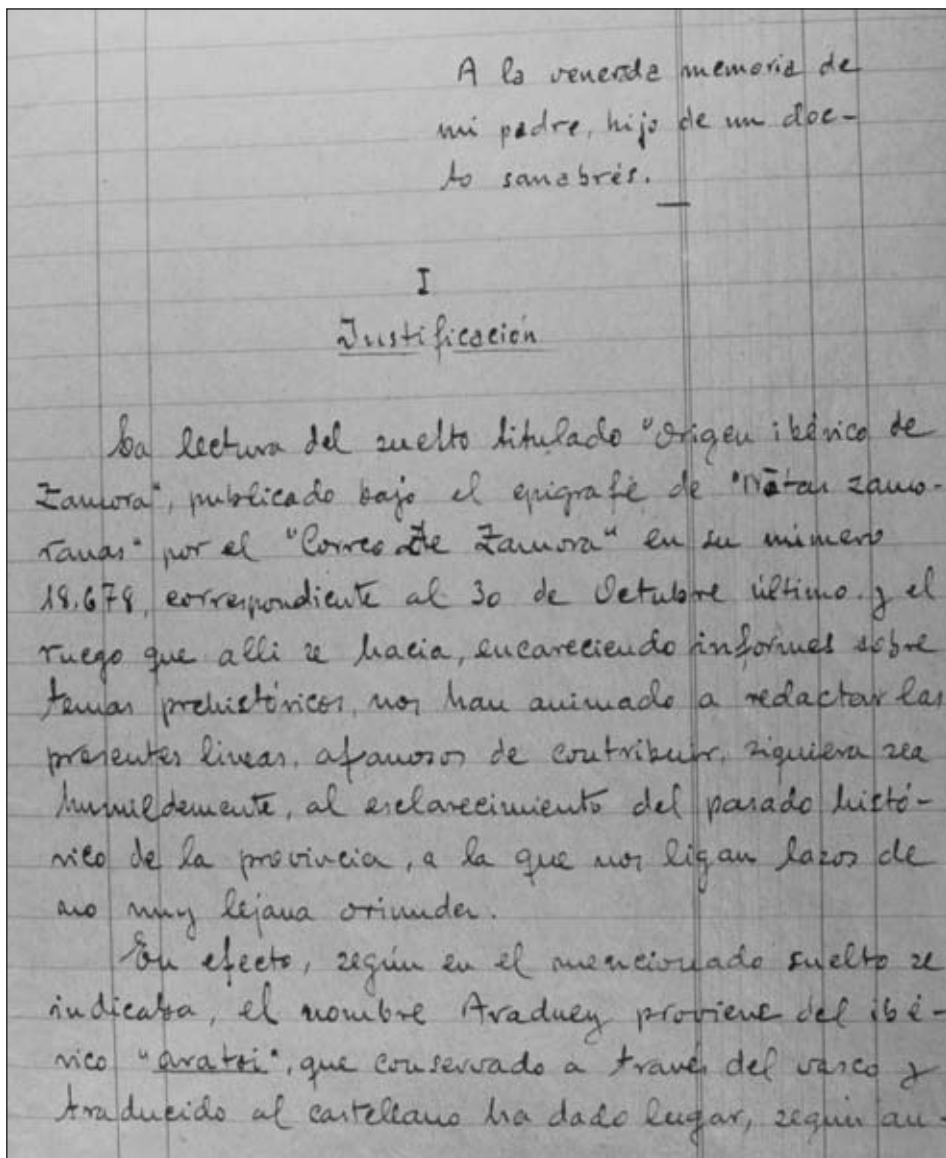 A la venerda memoria de
mi padre, hijo de un doc-
to sanabrés.
I
Justificación
La lectura del suelto titulado "Origen ibérico de
Zamora", publicado bajo el epígrafe de "Notas zamo-
ranas" por el "Correo De Zamora" en su número
18.678, correspondiente al 30 de Octubre último y el
ruego que alli se hacia, encareciendo informes sobre
temas prehistóricos, nos han animado a redactar las
presentes lineas, afanosos de contribuir, siquiera sea
humildemente, al esclarecimiento del pasado histó-
rico de la provincia, a la que nos ligan lazos de
no muy lejana oriundez.
En efecto, según en el mencionado suelto se
indicaba, el nombre Araduey proviene del ibé-
rico "aratoi", que conservado a través del vasco y
traducido al castellano ha dado lugar, según au-